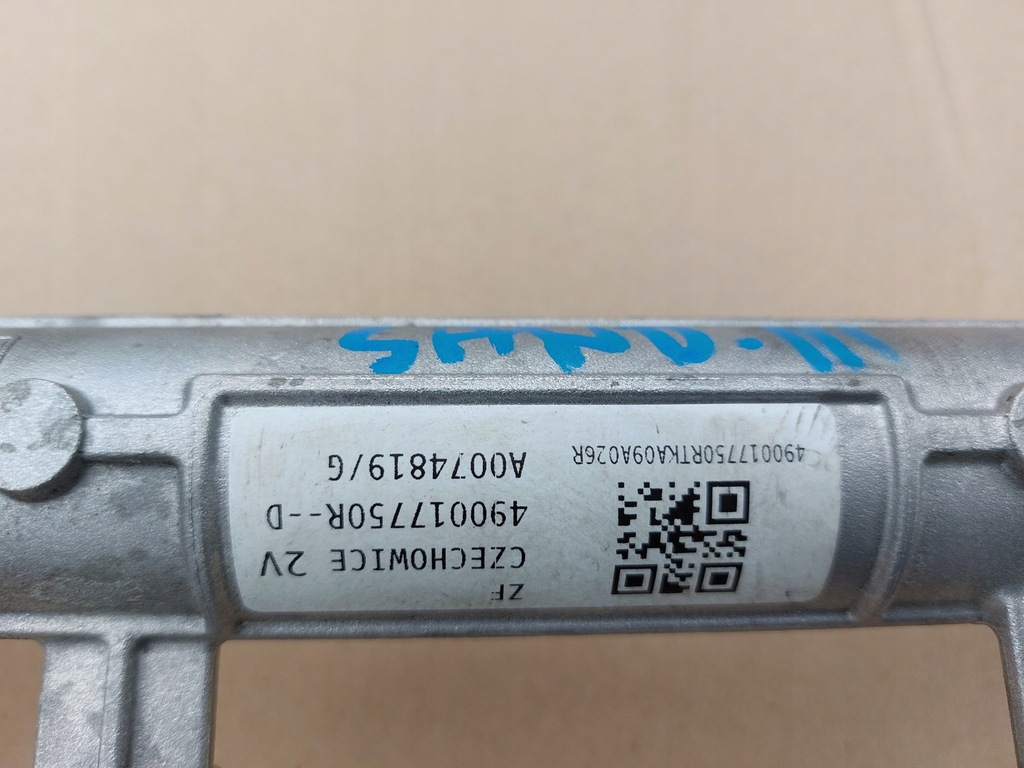 ZF
CZECHOWICE 2V
490017750R--D
A0074819/G
490017750RTKA09A026R